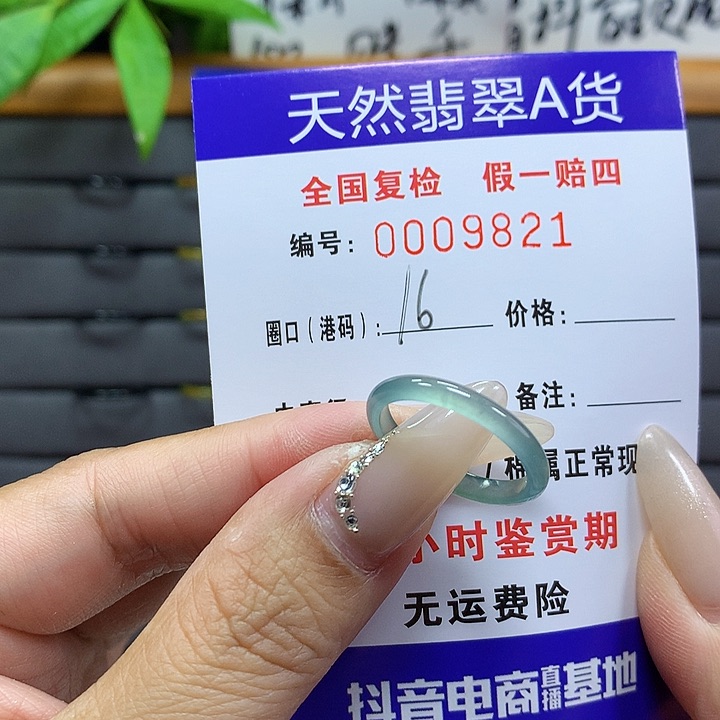 天然翡翠A货
全国复检 假一赔四
编号: 0009821
圈口(港码): 16 价格:
备注:
属正常现
小时鉴赏期
无运费险
抖音电商直播基地